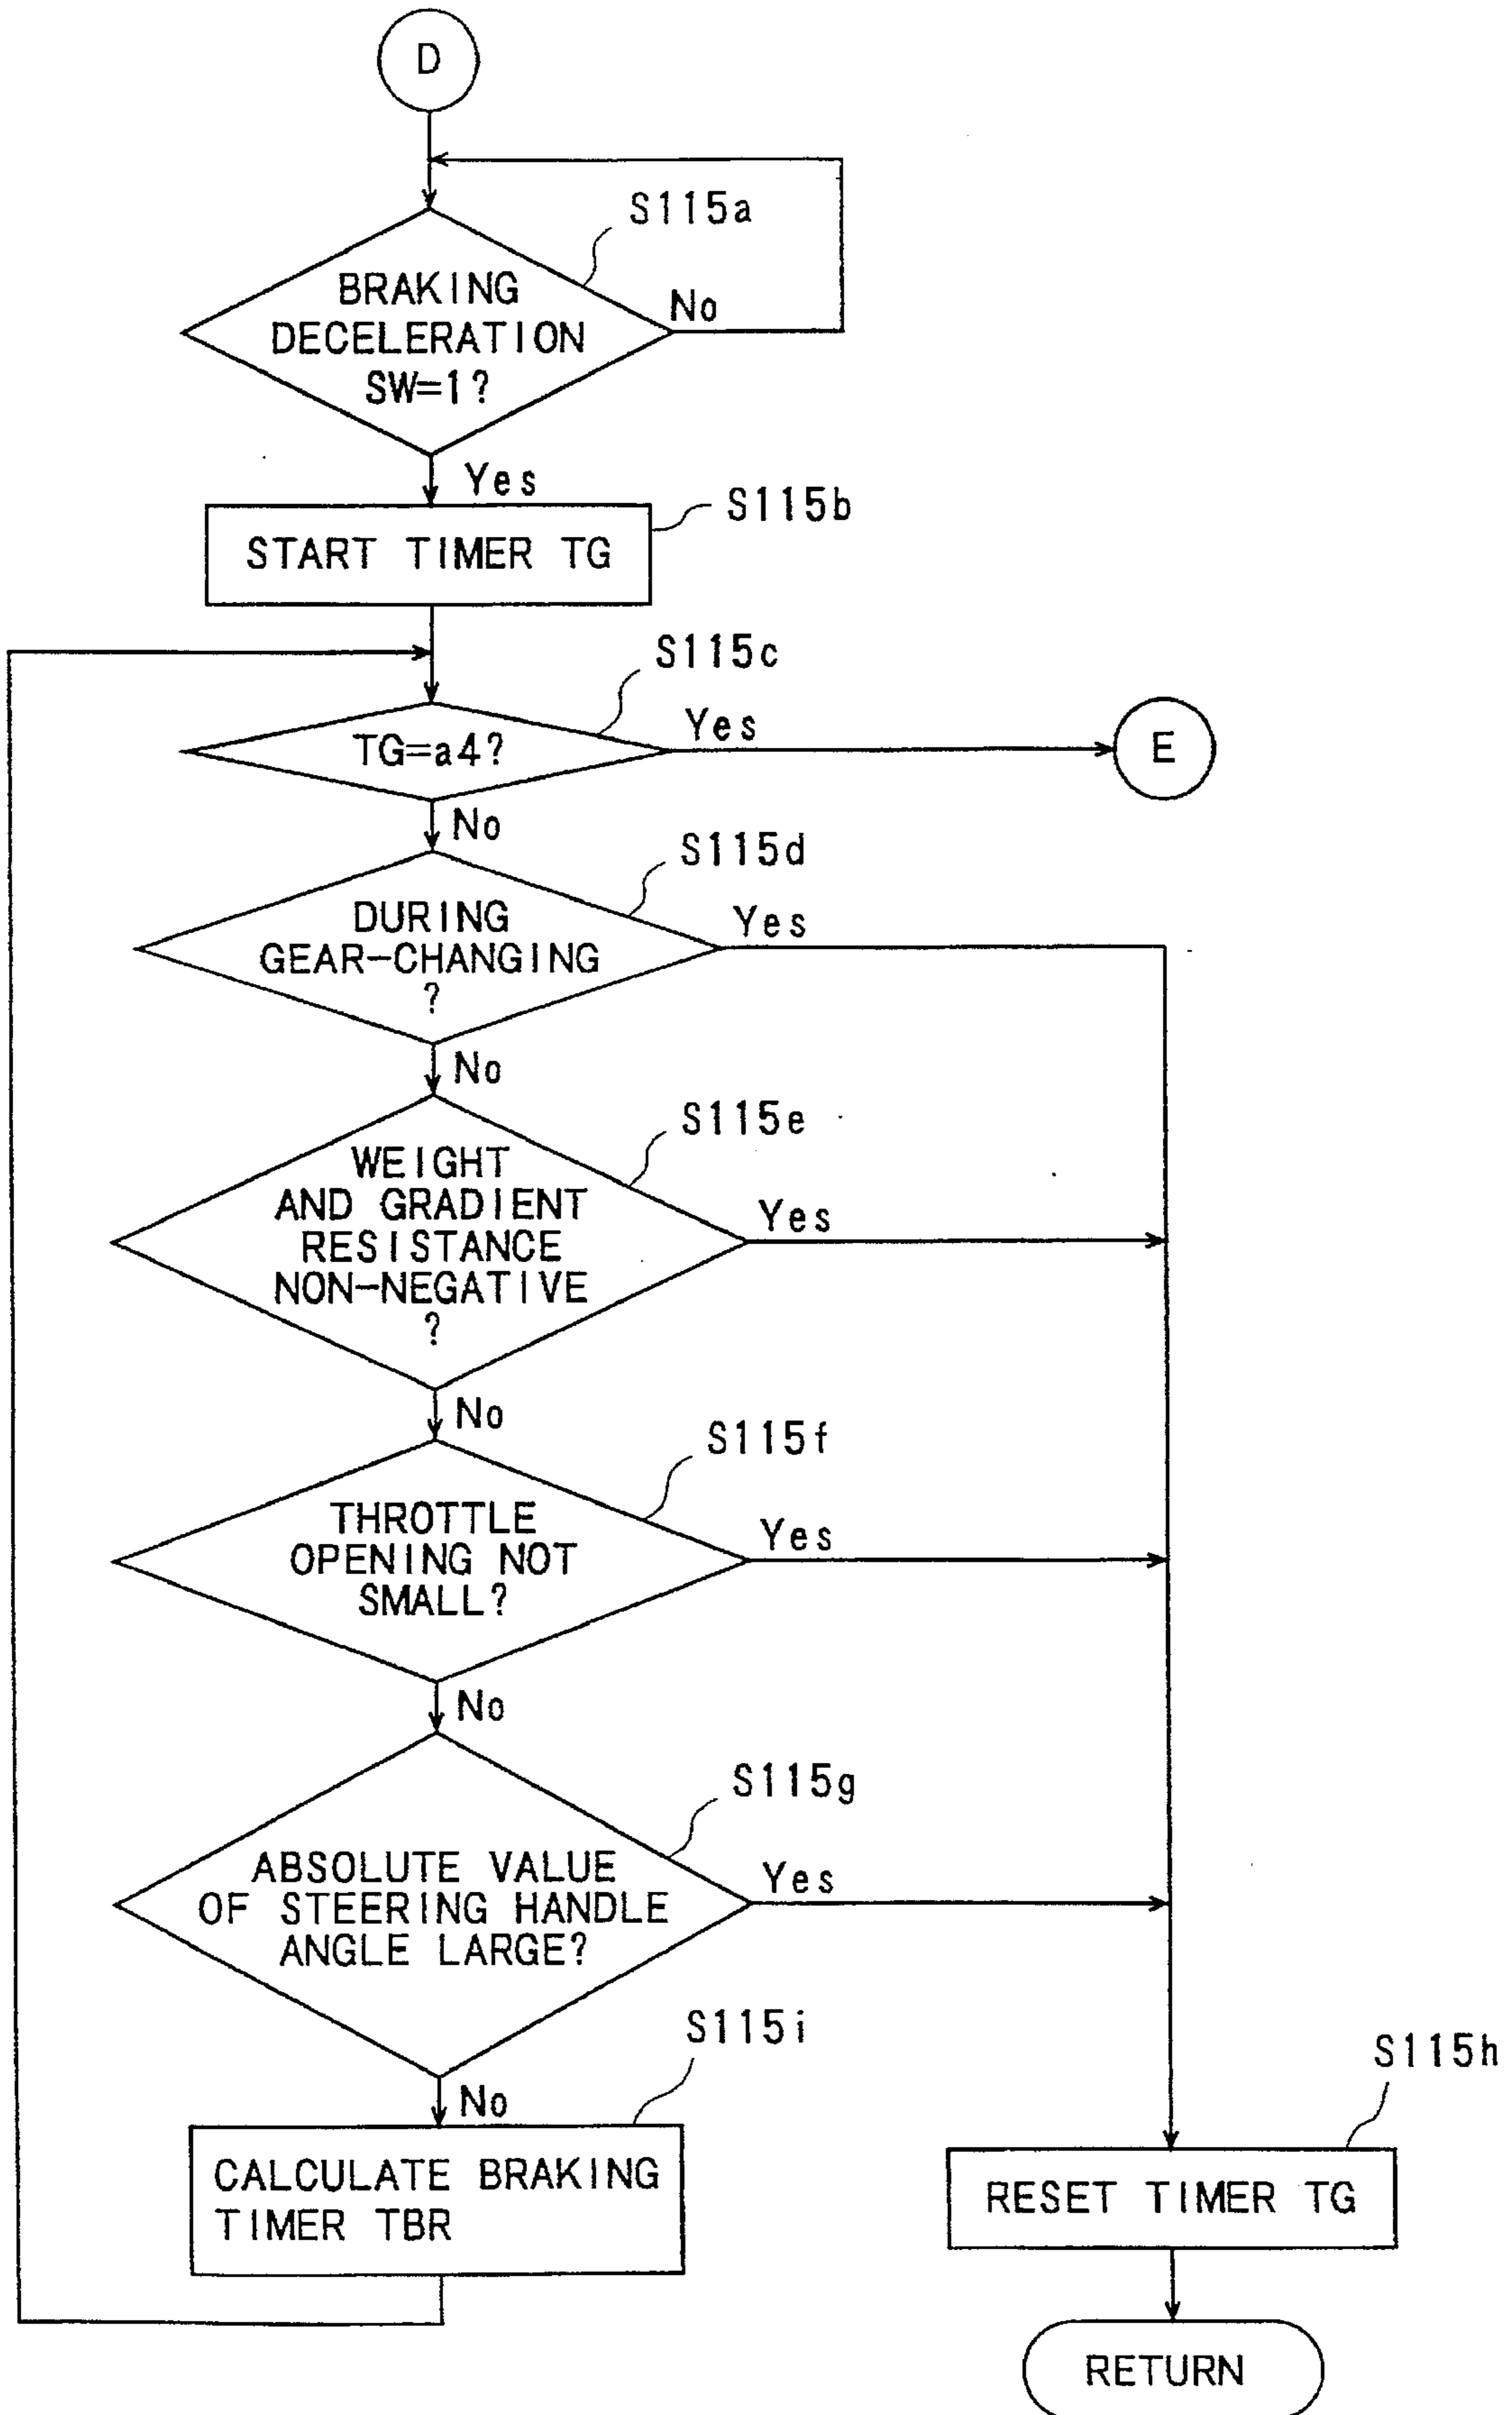 D
S115a
BRAKING
DECELERATION
SW=1?
No
Yes
S115b
START TIMER TG
S115c
TG=a4?
Yes
E
No
S115d
DURING
GEAR-CHANGING
?
Yes
No
S115e
WEIGHT
AND GRADIENT
RESISTANCE
NON-NEGATIVE
?
Yes
No
S115f
THROTTLE
OPENING NOT
SMALL?
Yes
No
S115g
ABSOLUTE VALUE
OF STEERING HANDLE
ANGLE LARGE?
Yes
No
S115i
CALCULATE BRAKING
TIMER TBR
S115h
RESET TIMER TG
RETURN